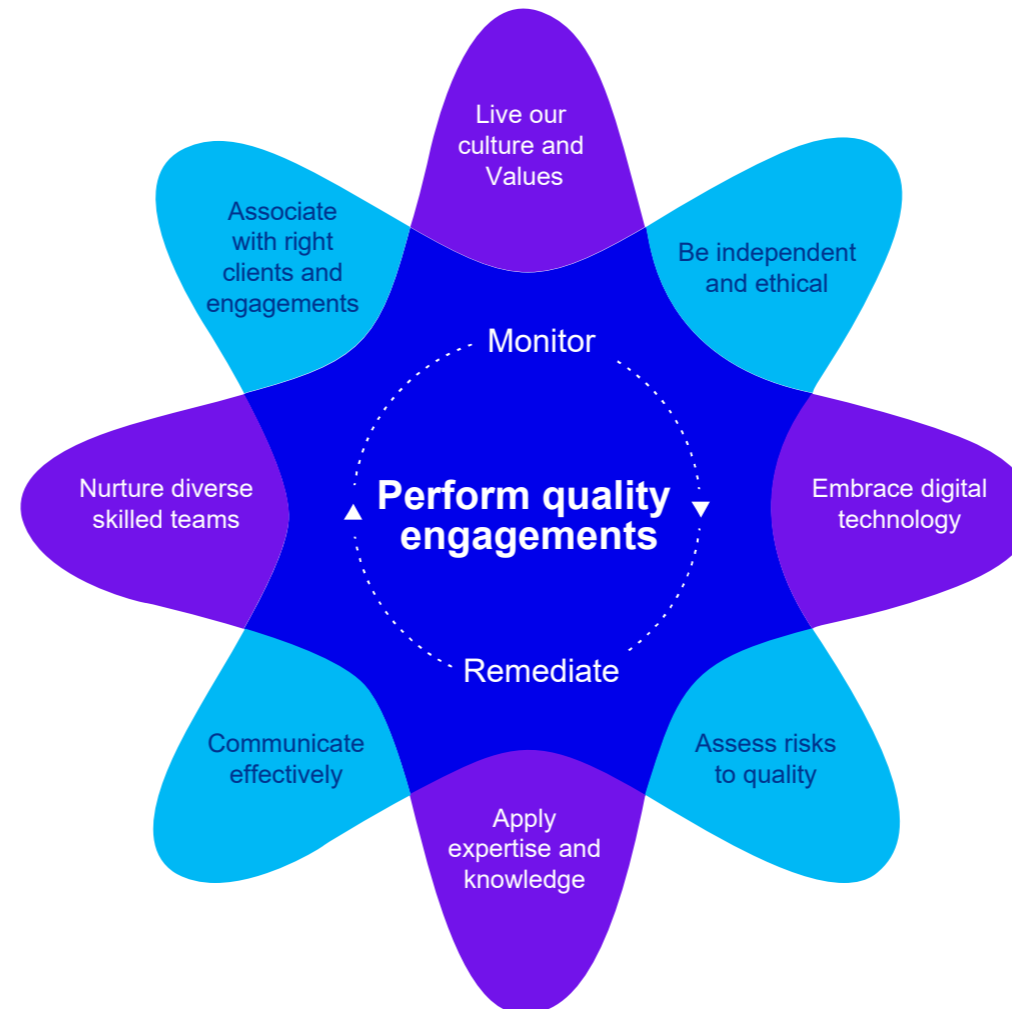 Live our
culture and
Values
Associate
with right
clients and
engagements
Be independent
and ethical
Monitor
Nurture diverse
skilled teams
Perform quality
engagements
Embrace digital
technology
Remediate
Communicate
effectively
Assess risks
to quality
Apply
expertise and
knowledge